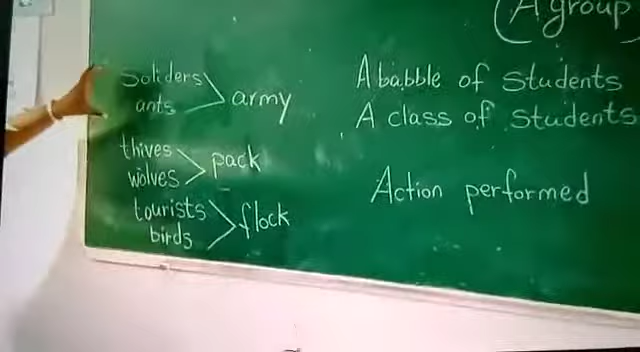 (A group
Soliders
ants
army
thives
wolves
pack
tourists
birds
flock
A babble of students
A class of students
Action performed